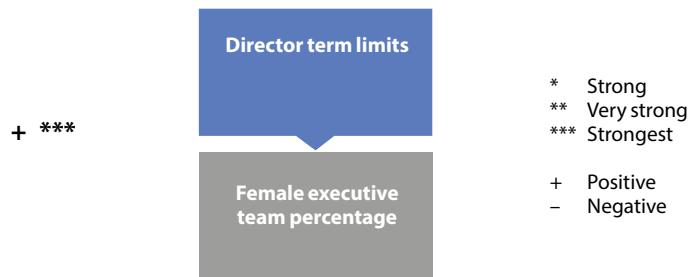 Director term limits
+ ***
Female executive
team percentage
* Strong
** Very strong
*** Strongest
+ Positive
– Negative